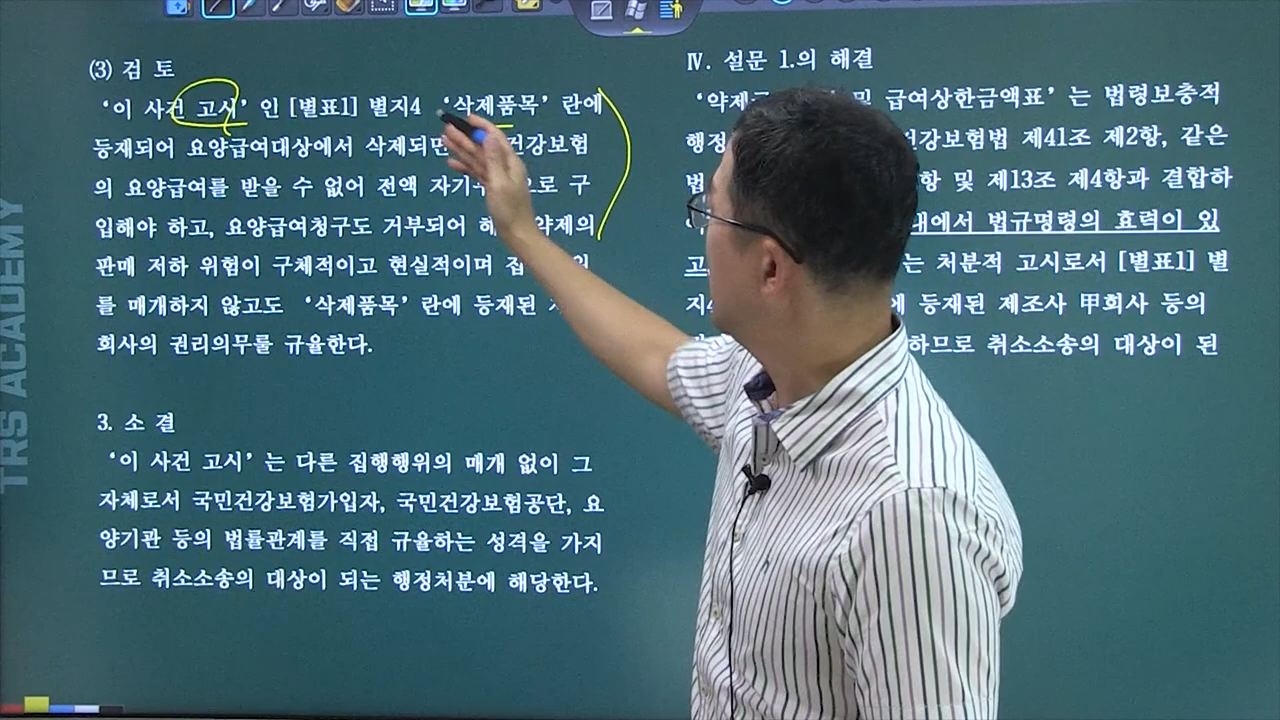 (3) 검 토
‘이 사건 고시’ 인 [별표1] 별지4 ‘삭제품목’ 란에
등재되어 요양급여대상에서 삭제되면 건강보험
의 요양급여를 받을 수 없어 전액 자기 으로 구
입해야 하고, 요양급여청구도 거부되어 해 약제의
판매 저하 위험이 구체적이고 현실적이며 집
를 매개하지 않고도 ‘삭제품목’ 란에 등재된
회사의 권리의무를 규율한다.
3. 소 결
‘이 사건 고시’ 는 다른 집행행위의 매개 없이 그
자체로서 국민건강보험가입자, 국민건강보험공단, 요
양기관 등의 법률관계를 직접 규율하는 성격을 가지
므로 취소소송의 대상이 되는 행정처분에 해당한다.
Ⅳ. 설문 1.의 해결
‘약제 및 급여상한금액표’ 는 법령보충적
행정 건강보험법 제41조 제2항, 같은
법 항 및 제13조 제4항과 결합하
에서 법규명령의 효력이 있
고 는 처분적 고시로서 [별표1] 별
지4 에 등재된 제조사 甲회사 등의
하므로 취소소송의 대상이 된
TRS ACADEMY